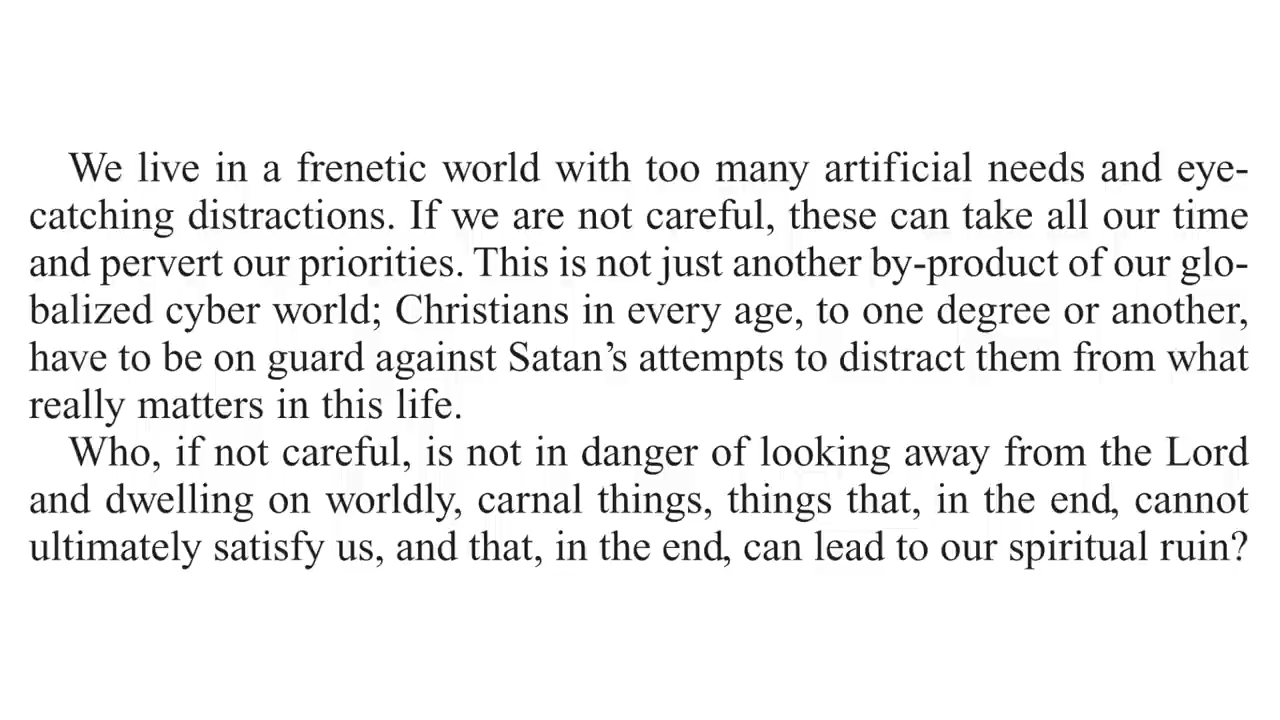 We live in a frenetic world with too many artificial needs and eye-
catching distractions. If we are not careful, these can take all our time
and pervert our priorities. This is not just another by-product of our glo-
balized cyber world; Christians in every age, to one degree or another,
have to be on guard against Satan’s attempts to distract them from what
really matters in this life.
Who, if not careful, is not in danger of looking away from the Lord
and dwelling on worldly, carnal things, things that, in the end, cannot
ultimately satisfy us, and that, in the end, can lead to our spiritual ruin?